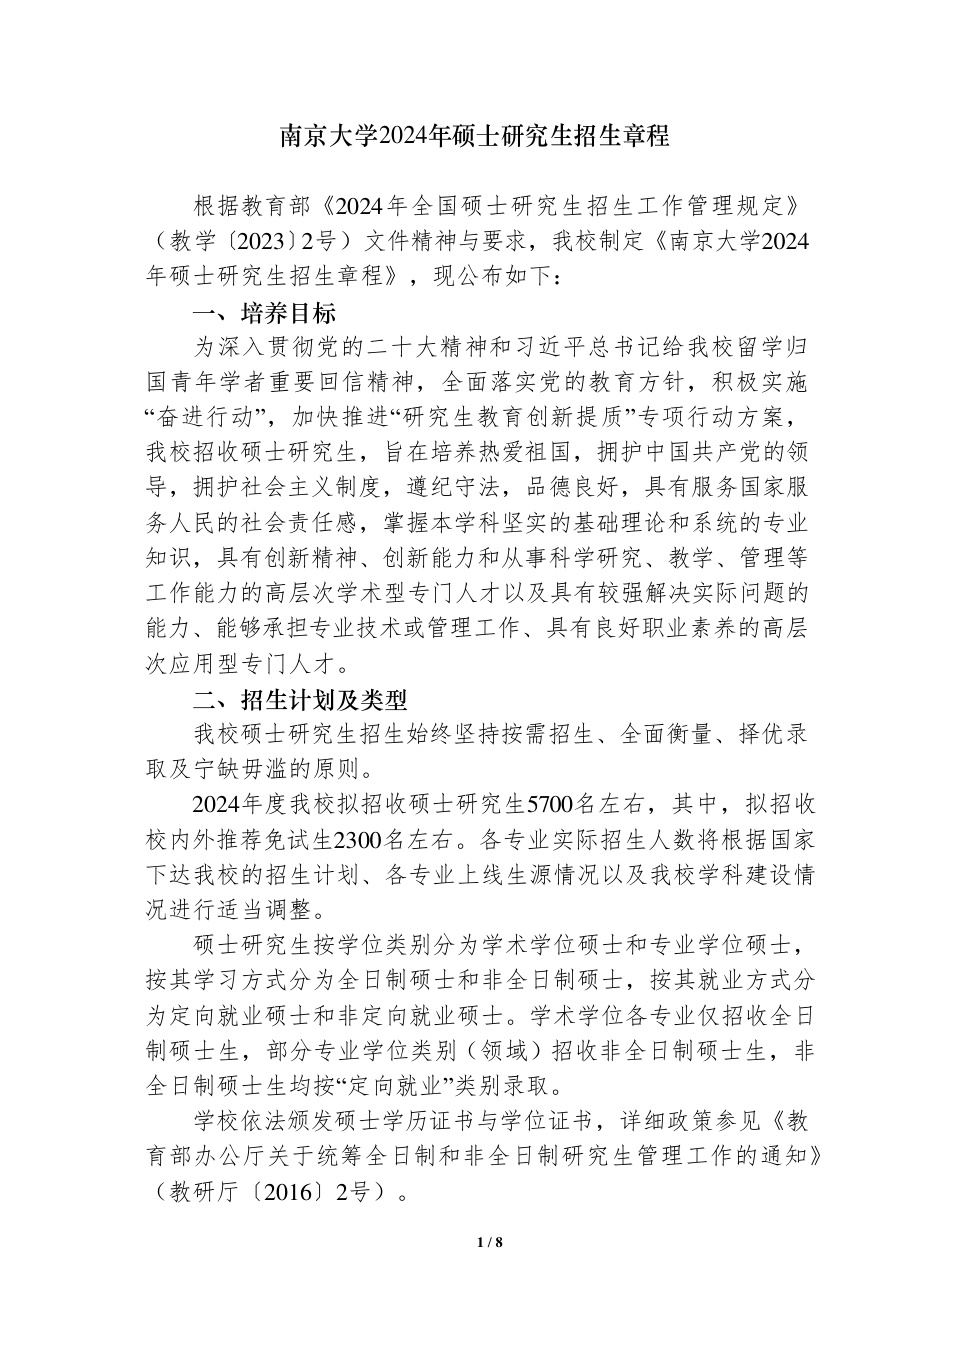 南京大学2024年硕士研究生招生章程
根据教育部《2024年全国硕士研究生招生工作管理规定》
（教学〔2023〕2号）文件精神与要求，我校制定《南京大学2024
年硕士研究生招生章程》，现公布如下：
一、培养目标
为深入贯彻党的二十大精神和习近平总书记给我校留学归
国青年学者重要回信精神，全面落实党的教育方针，积极实施
“奋进行动”，加快推进“研究生教育创新提质”专项行动方案，
我校招收硕士研究生，旨在培养热爱祖国，拥护中国共产党的领
导，拥护社会主义制度，遵纪守法，品德良好，具有服务国家服
务人民的社会责任感，掌握本学科坚实的基础理论和系统的专业
知识，具有创新精神、创新能力和从事科学研究、教学、管理等
工作能力的高层次学术型专门人才以及具有较强解决实际问题的
能力、能够承担专业技术或管理工作、具有良好职业素养的高层
次应用型专门人才。
二、招生计划及类型
我校硕士研究生招生始终坚持按需招生、全面衡量、择优录
取及宁缺毋滥的原则。
2024年度我校拟招收硕士研究生5700名左右，其中，拟招收
校内外推荐免试生2300名左右。各专业实际招生人数将根据国家
下达我校的招生计划、各专业上线生源情况以及我校学科建设情
况进行适当调整。
硕士研究生按学位类别分为学术学位硕士和专业学位硕士，
按其学习方式分为全日制硕士和非全日制硕士，按其就业方式分
为定向就业硕士和非定向就业硕士。学术学位各专业仅招收全日
制硕士生，部分专业学位类别（领域）招收非全日制硕士生，非
全日制硕士生均按“定向就业”类别录取。
学校依法颁发硕士学历证书与学位证书，详细政策参见《教
育部办公厅关于统筹全日制和非全日制研究生管理工作的通知》
（教研厅〔2016〕2号）。
1 / 8